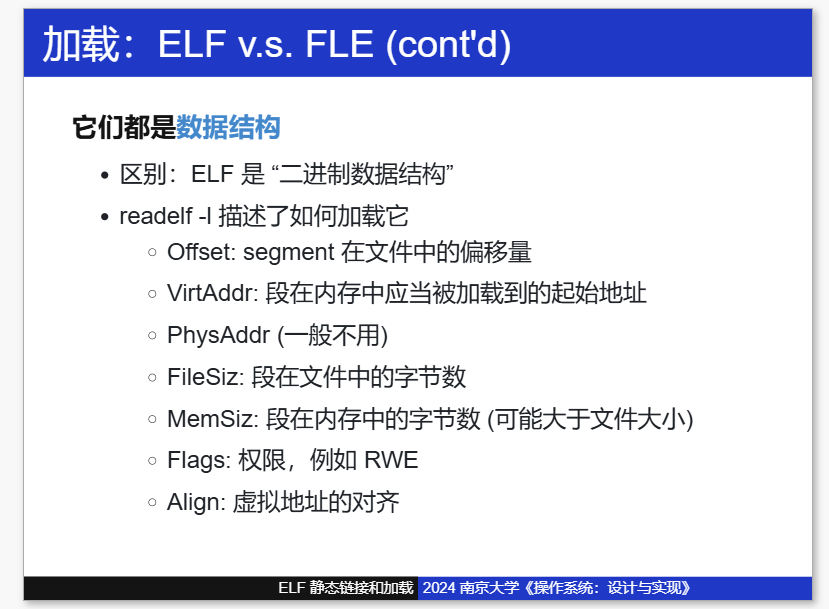 加载：ELF v.s. FLE (cont'd)
它们都是数据结构
• 区别：ELF 是 “二进制数据结构”
• readelf -l 描述了如何加载它
◦ Offset: segment 在文件中的偏移量
◦ VirtAddr: 段在内存中应当被加载到的起始地址
◦ PhysAddr (一般不用)
◦ FileSiz: 段在文件中的字节数
◦ MemSiz: 段在内存中的字节数 (可能大于文件大小)
◦ Flags: 权限，例如 RWE
◦ Align: 虚拟地址的对齐
ELF 静态链接和加载 2024 南京大学《操作系统：设计与实现》